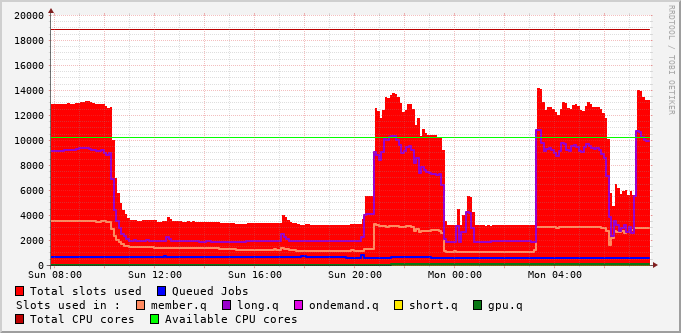 20000
18000
16000
14000
12000
10000
8000
6000
4000
2000
0
Sun 08:00 Sun 12:00 Sun 16:00 Sun 20:00 Mon 00:00 Mon 04:00
RRDTOOL / TOBI OETIKER
Total slots used Queued Jobs
Slots used in : member.q long.q ondemand.q short.q gpu.q
Total CPU cores Available CPU cores